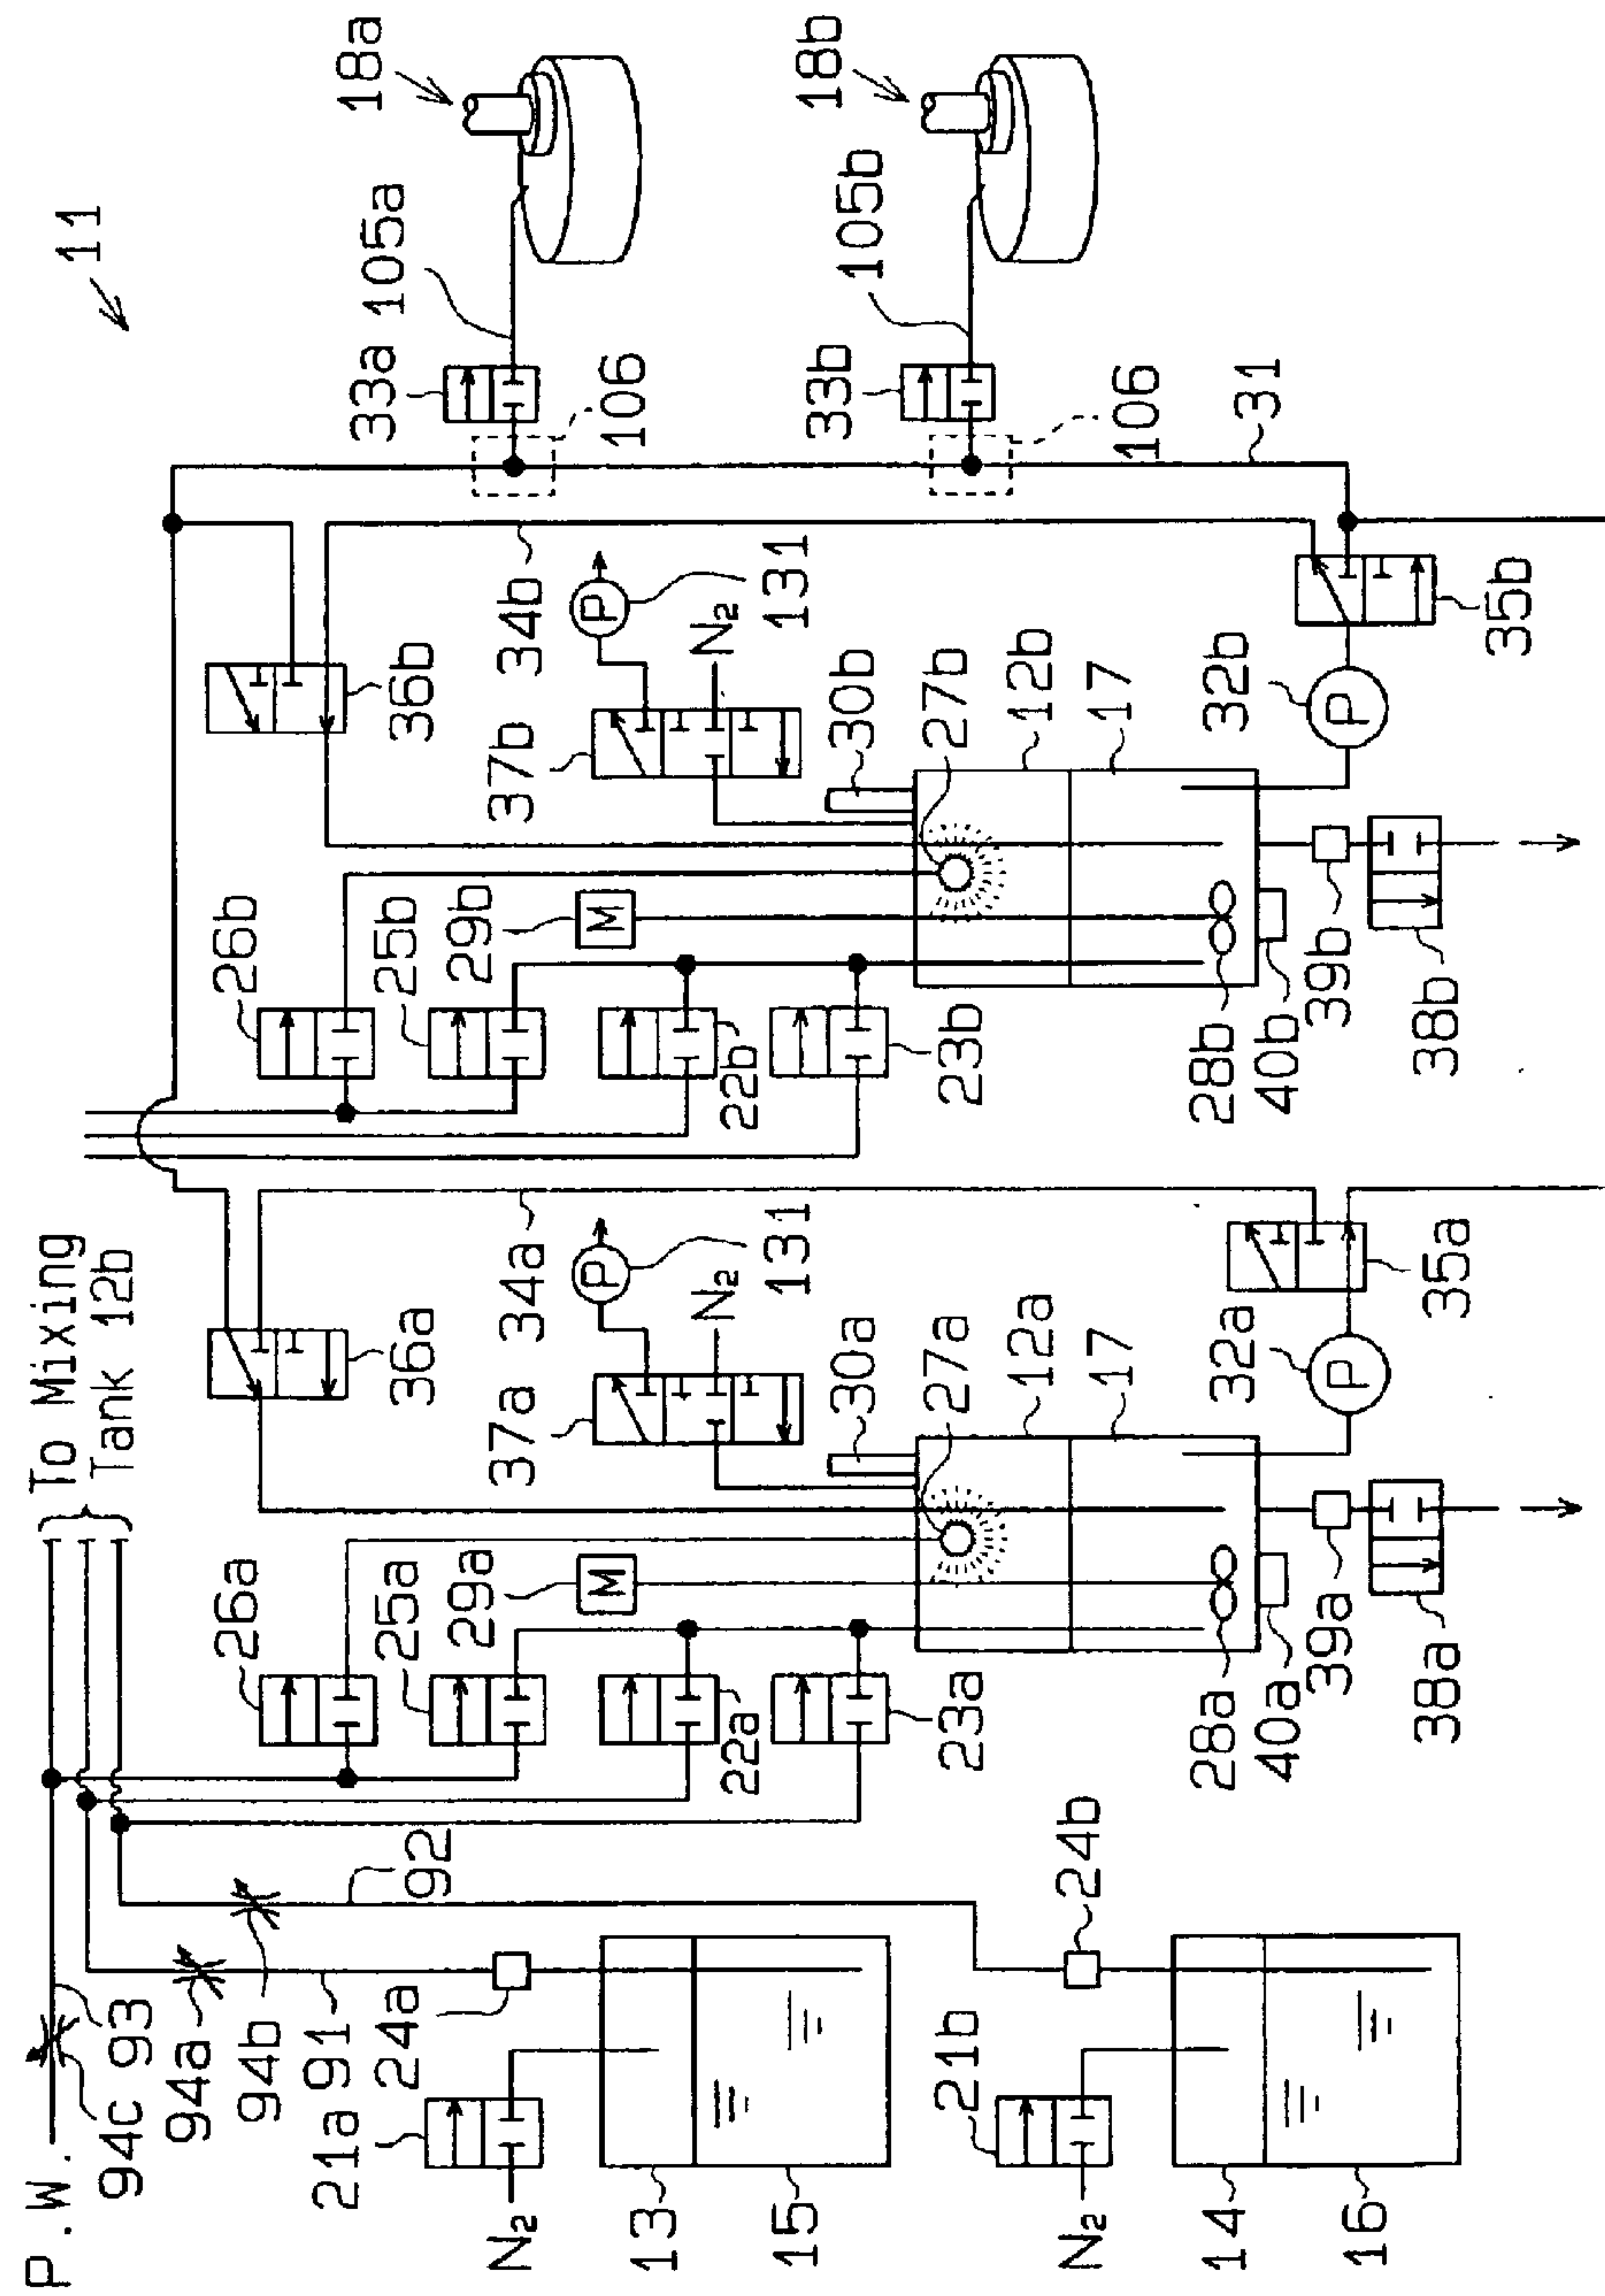 11
P.W.
94c
93
94a
94b
91
92
21a
24a
N2
13
15
21b
24b
N2
14
16
To Mixing
Tank 12b
26a
25a
29a
22a
23a
36a
34a
37a
131
N2
30a
27a
12a
17
28a
40a
39a
38a
32a
35a
P
P
M
26b
25b
29b
22b
23b
36b
34b
37b
131
N2
30b
27b
12b
17
28b
40b
39b
38b
32b
35b
P
P
M
31
33a
105a
106
18a
33b
105b
106
18b